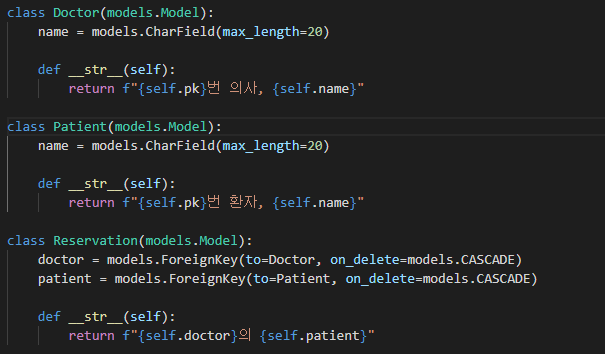 class Doctor(models.Model):
    name = models.CharField(max_length=20)

    def __str__(self):
        return f"{self.pk}번 의사, {self.name}"

class Patient(models.Model):
    name = models.CharField(max_length=20)

    def __str__(self):
        return f"{self.pk}번 환자, {self.name}"

class Reservation(models.Model):
    doctor = models.ForeignKey(to=Doctor, on_delete=models.CASCADE)
    patient = models.ForeignKey(to=Patient, on_delete=models.CASCADE)

    def __str__(self):
        return f"{self.doctor}의 {self.patient}"